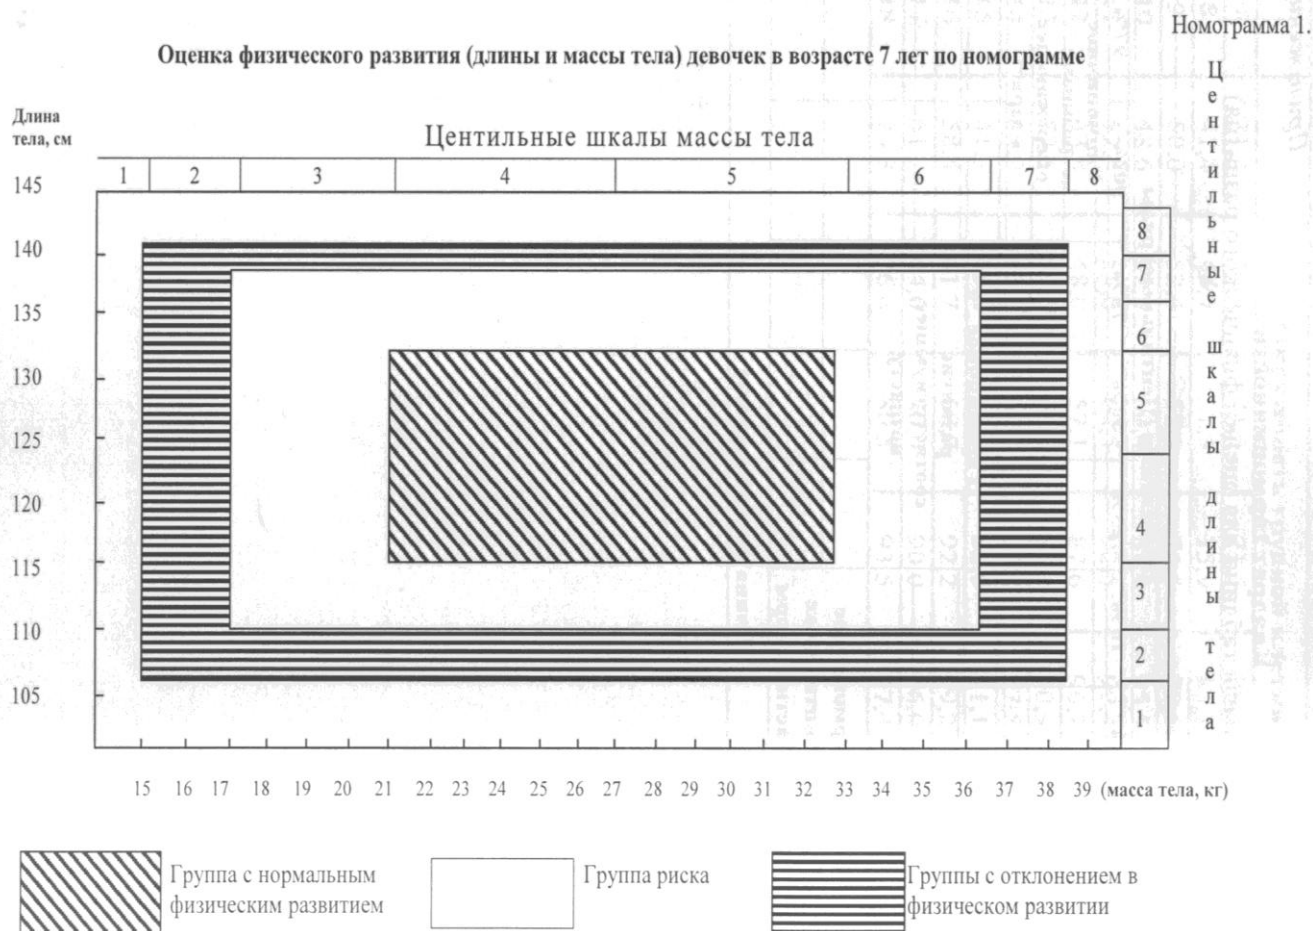 Номограмма 1.
Оценка физического развития (длины и массы тела) девочек в возрасте 7 лет по номограмме
Длина
тела, см
Центильные шкалы массы тела
1 2 3 4 5 6 7 8
145
140
135
130
125
120
115
110
105
8
7
6
5
4
3
2
1
Центильные шкалы длины тела
15 16 17 18 19 20 21 22 23 24 25 26 27 28 29 30 31 32 33 34 35 36 37 38 39 (масса тела, кг)
Группа с нормальным
физическим развитием
Группа риска
Группы с отклонением в
физическом развитии